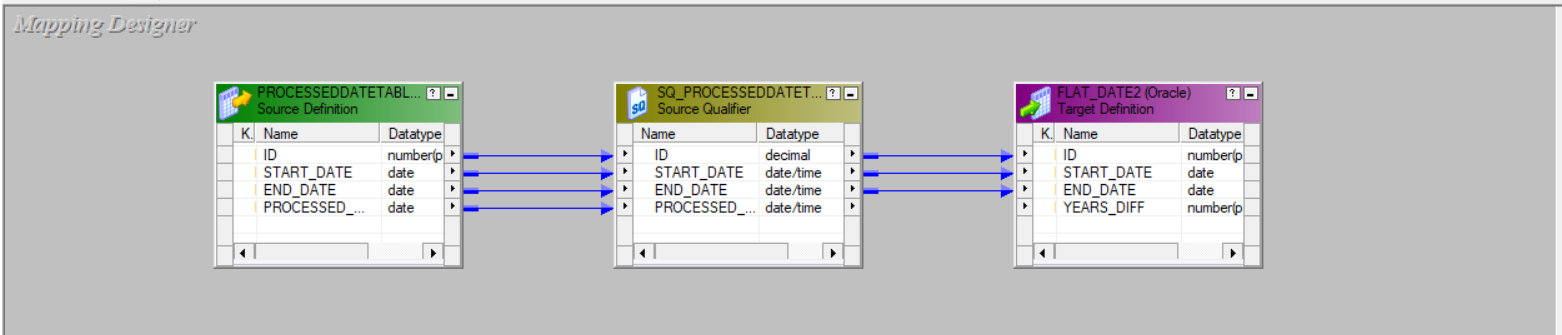 Mapping Designer
PROCESSEDDATETABL... ? -
Source Definition
K. Name Datatype
ID number(p
START_DATE date
END_DATE date
PROCESSED_... date
SQ_PROCESSEDDATET... ? -
SQ Source Qualifier
Name Datatype
ID decimal
START_DATE date/time
END_DATE date/time
PROCESSED_... date/time
FLAT_DATE2 (Oracle) ? -
Target Definition
K. Name Datatype
ID number(p
START_DATE date
END_DATE date
YEARS_DIFF number(p